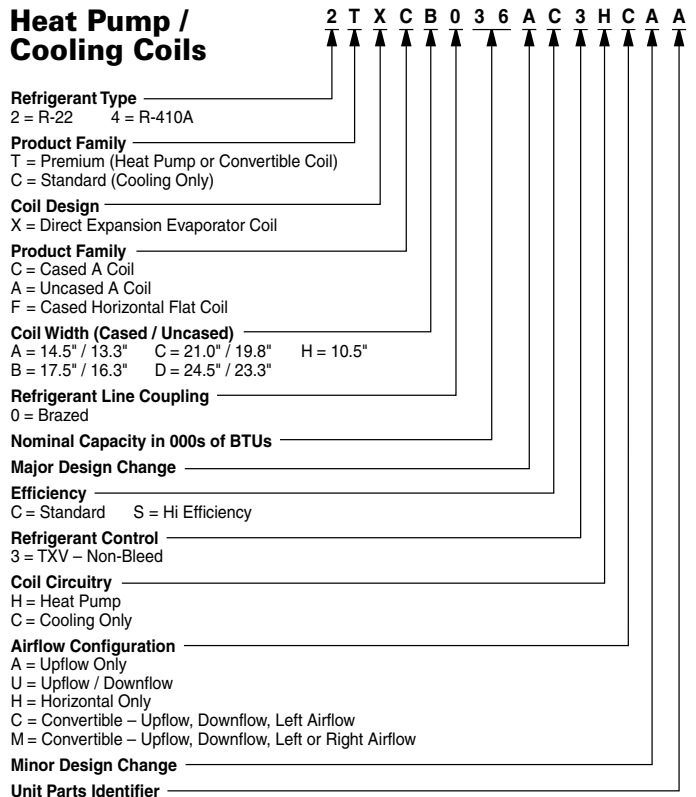 Heat Pump /
Cooling Coils
2 T X C B 0 3 6 A C 3 H C A A
Refrigerant Type
2 = R-22 4 = R-410A
Product Family
T = Premium (Heat Pump or Convertible Coil)
C = Standard (Cooling Only)
Coil Design
X = Direct Expansion Evaporator Coil
Product Family
C = Cased A Coil
A = Uncased A Coil
F = Cased Horizontal Flat Coil
Coil Width (Cased / Uncased)
A = 14.5" / 13.3" C = 21.0" / 19.8" H = 10.5"
B = 17.5" / 16.3" D = 24.5" / 23.3"
Refrigerant Line Coupling
0 = Brazed
Nominal Capacity in 000s of BTUs
Major Design Change
Efficiency
C = Standard S = Hi Efficiency
Refrigerant Control
3 = TXV – Non-Bleed
Coil Circuitry
H = Heat Pump
C = Cooling Only
Airflow Configuration
A = Upflow Only
U = Upflow / Downflow
H = Horizontal Only
C = Convertible – Upflow, Downflow, Left Airflow
M = Convertible – Upflow, Downflow, Left or Right Airflow
Minor Design Change
Unit Parts Identifier